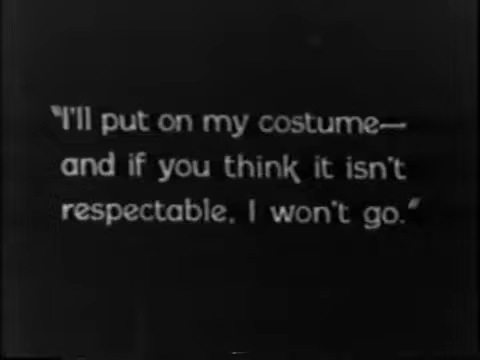 "I'll put on my costume—
and if you think it isn't
respectable, I won't go."